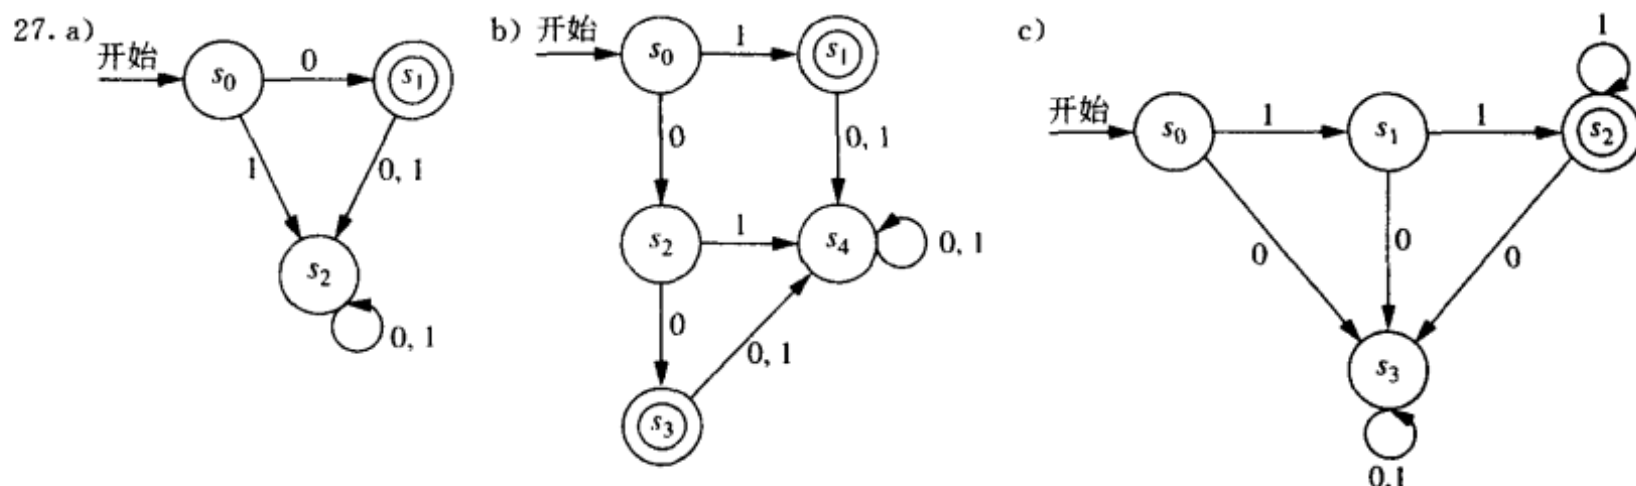 27. a) 开始 s₀ 0 s₁
1 0, 1
s₂
0, 1
b) 开始 s₀ 1 s₁
0 0, 1
s₂ 1 s₄ 0, 1
0 0, 1
s₃
c) 1
开始 s₀ 1 s₁ 1 s₂
0 0 0
s₃
0,1